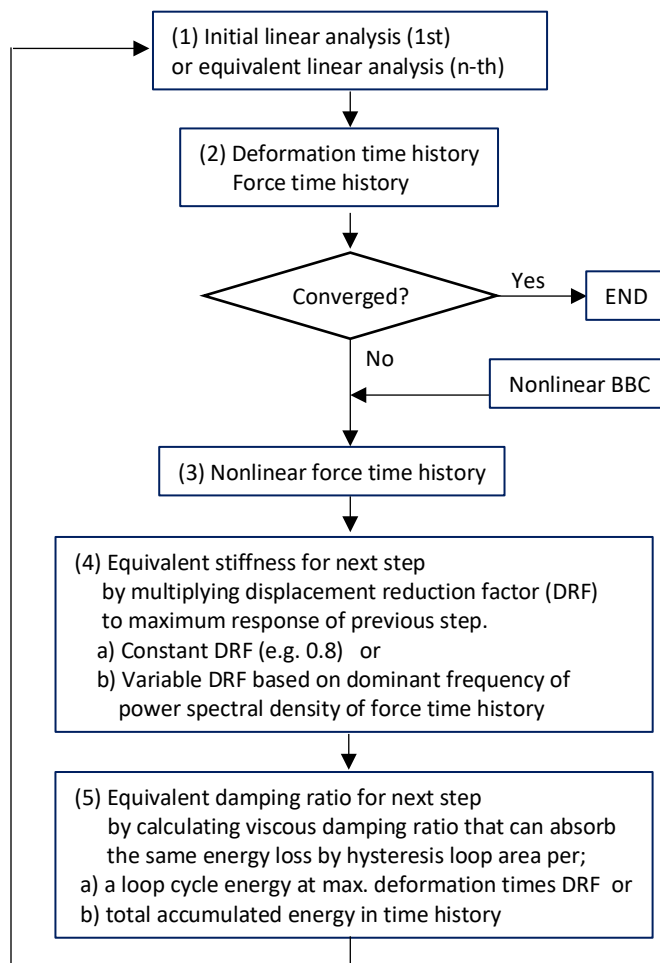 (1) Initial linear analysis (1st)
or equivalent linear analysis (n-th)
(2) Deformation time history
Force time history
Converged?
Yes
END
No
Nonlinear BBC
(3) Nonlinear force time history
(4) Equivalent stiffness for next step
by multiplying displacement reduction factor (DRF)
to maximum response of previous step.
a) Constant DRF (e.g. 0.8) or
b) Variable DRF based on dominant frequency of
power spectral density of force time history
(5) Equivalent damping ratio for next step
by calculating viscous damping ratio that can absorb
the same energy loss by hysteresis loop area per;
a) a loop cycle energy at max. deformation times DRF or
b) total accumulated energy in time history